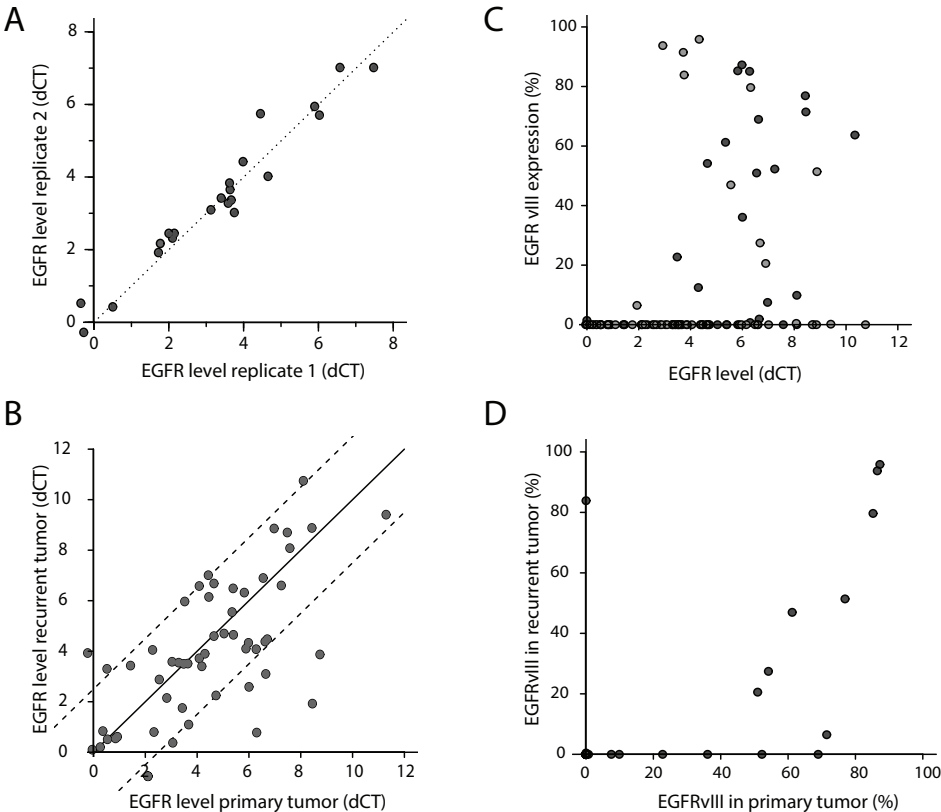 A
EGFR level replicate 2 (dCT)
8
6
4
2
0
0 2 4 6 8
EGFR level replicate 1 (dCT)
C
EGFR vIII expression (%)
100
80
60
40
20
0
0 2 4 6 8 10 12
EGFR level (dCT)
B
EGFR level recurrent tumor (dCT)
12
10
8
6
4
2
0
0 2 4 6 8 10 12
EGFR level primary tumor (dCT)
D
EGFRvIII in recurrent tumor (%)
100
80
60
40
20
0
0 20 40 60 80 100
EGFRvIII in primary tumor (%)